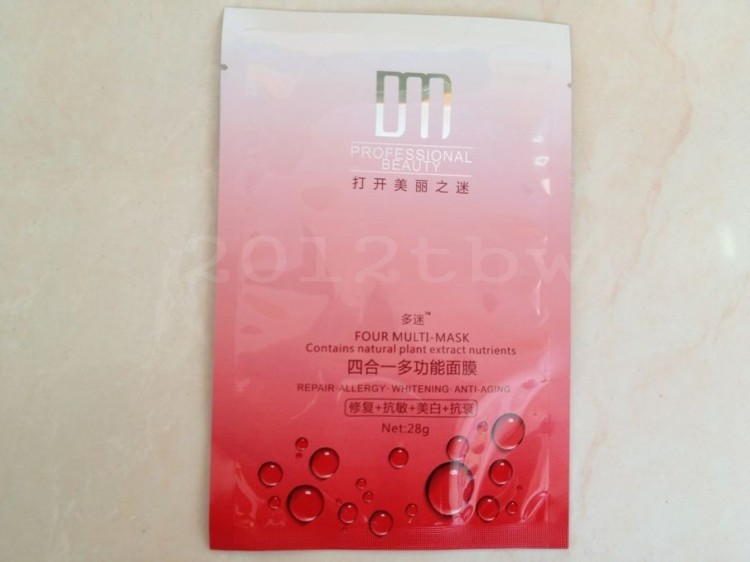 DM
PROFESSIONAL
BEAUTY
打开美丽之迷
2012tbw
多迷™
FOUR MULTI-MASK
Contains natural plant extract nutrients
四合一多功能面膜
REPAIR·ALLERGY·WHITENING·ANTI-AGING
修复+抗敏+美白+抗衰
Net:28g